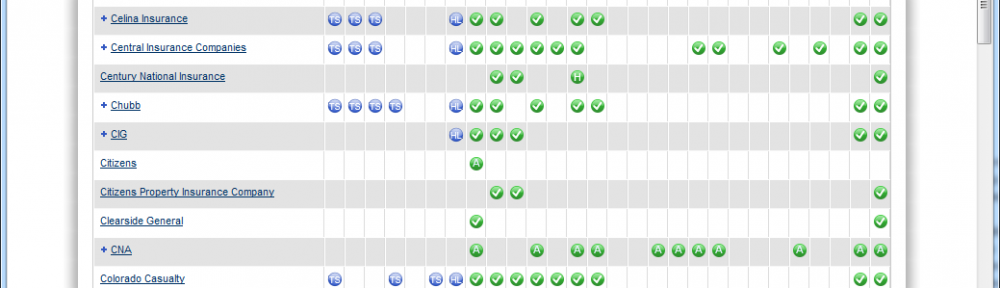 + Celina Insurance TS TS TS HL
+ Central Insurance Companies TS TS TS HL
Century National Insurance H
+ Chubb TS TS TS TS HL
+ CIG HL
Citizens A
Citizens Property Insurance Company
Clearside General
+ CNA A A A A A A A A A A A
Colorado Casualty TS TS TS HL